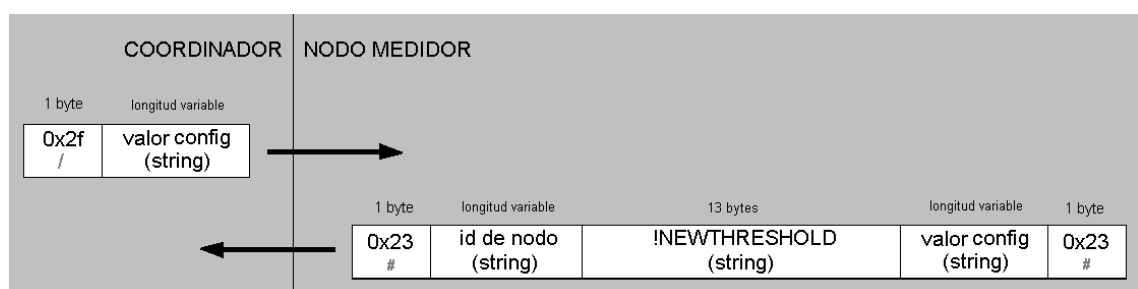 COORDINADOR NODO MEDIDOR
1 byte longitud variable
0x2f valor config
/ (string)
1 byte longitud variable 13 bytes longitud variable 1 byte
0x23 id de nodo !NEWTHRESHOLD valor config 0x23
# (string) (string) (string) #